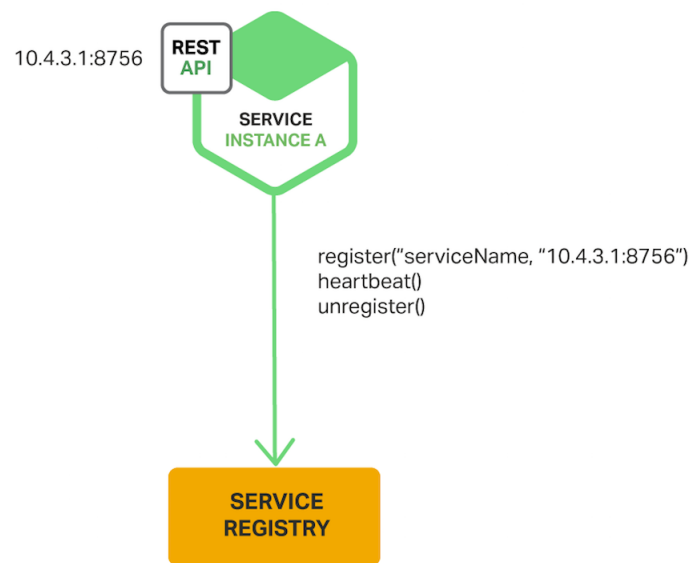 10.4.3.1:8756
REST
API
SERVICE
INSTANCE A
register(“serviceName, “10.4.3.1:8756”)
heartbeat()
unregister()
SERVICE
REGISTRY